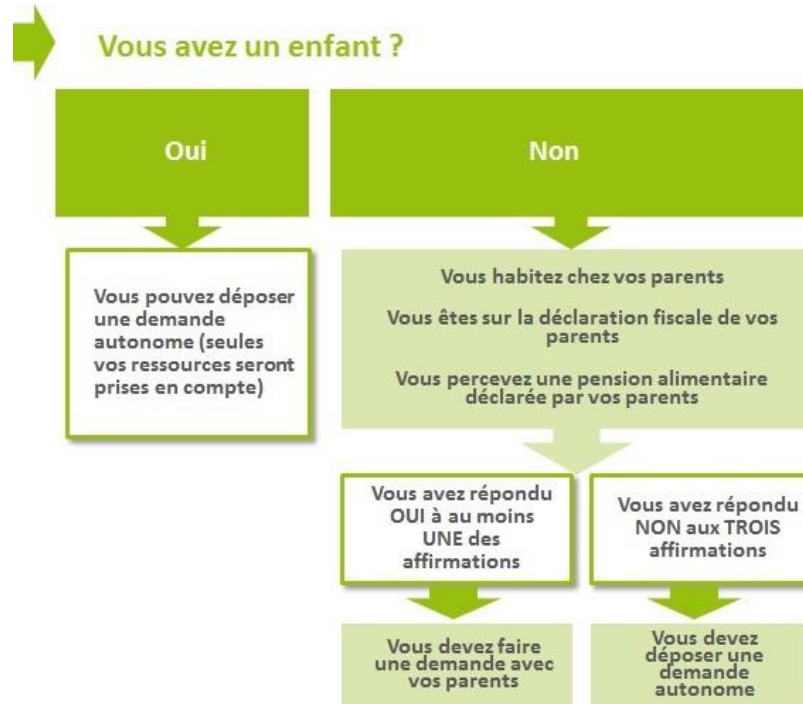 Vous avez un enfant ?
Oui
Non
Vous pouvez déposer
une demande
autonome (seules
vos ressources seront
prises en compte)
Vous habitez chez vos parents
Vous êtes sur la déclaration fiscale de vos
parents
Vous percevez une pension alimentaire
déclarée par vos parents
Vous avez répondu
OUI à au moins
UNE des
affirmations
Vous avez répondu
NON aux TROIS
affirmations
Vous devez faire
une demande avec
vos parents
Vous devez
déposer une
demande
autonome